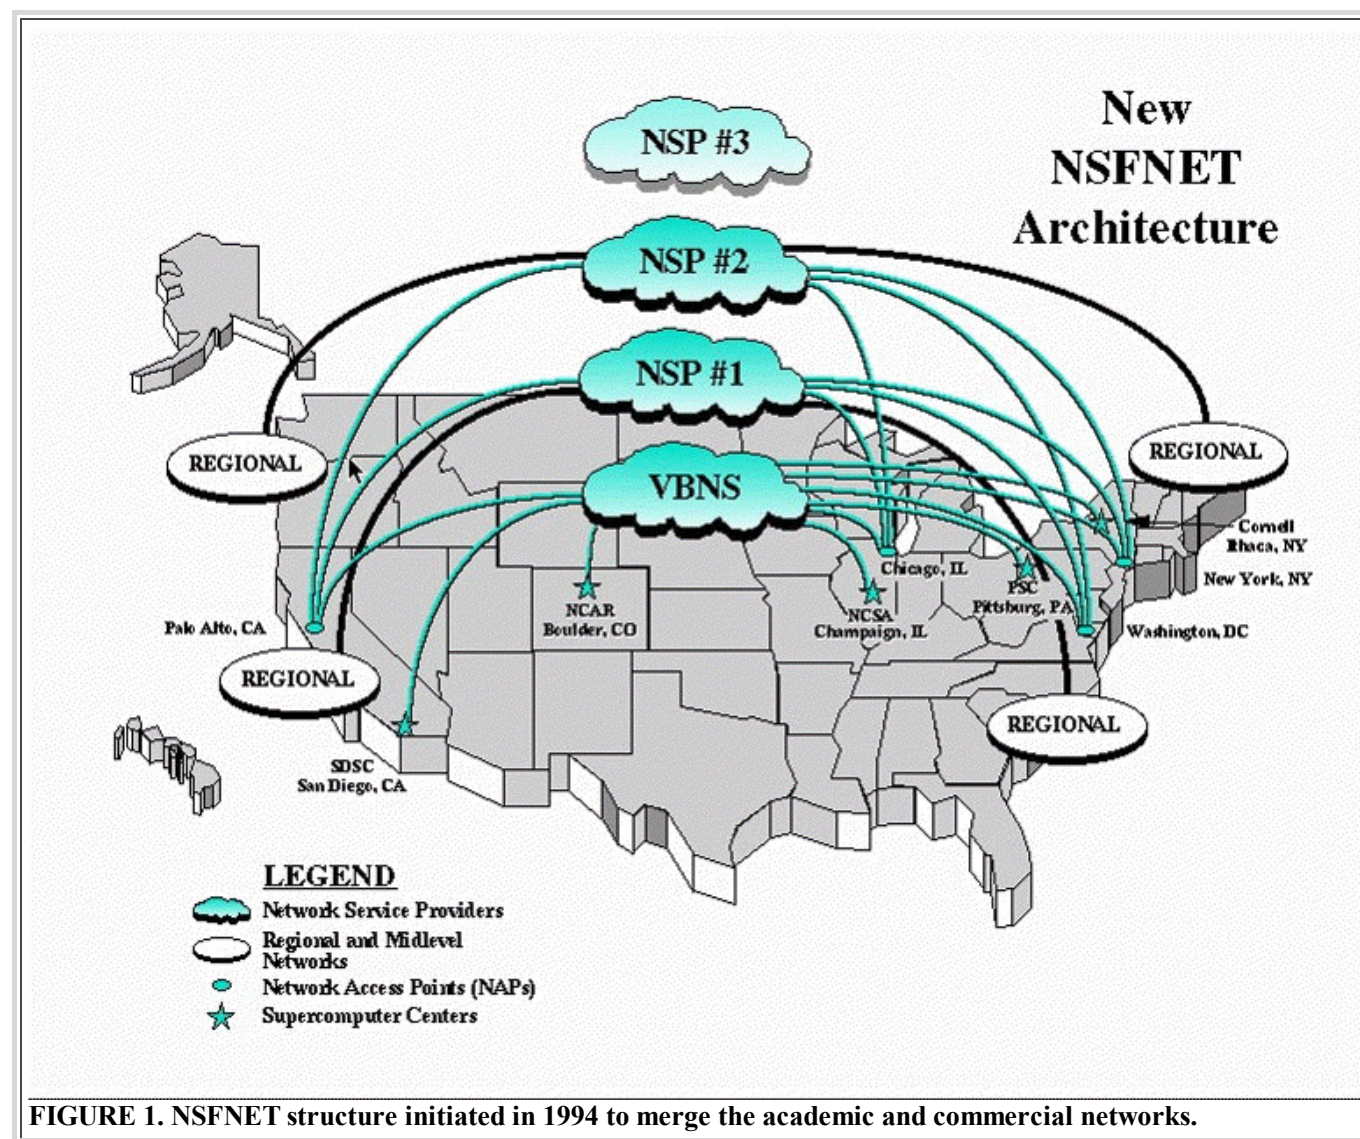 New
NSFNET
Architecture
NSP #3
NSP #2
NSP #1
VBNS
REGIONAL
REGIONAL
REGIONAL
REGIONAL
Cornell
Ithaca, NY
New York, NY
Chicago, IL
PSC
Pittsburg, PA
NCAR
Boulder, CO
NCSA
Champaign, IL
Palo Alto, CA
Washington, DC
SDSC
San Diego, CA
LEGEND
Network Service Providers
Regional and Midlevel
Networks
Network Access Points (NAPs)
Supercomputer Centers
FIGURE 1. NSFNET structure initiated in 1994 to merge the academic and commercial networks.